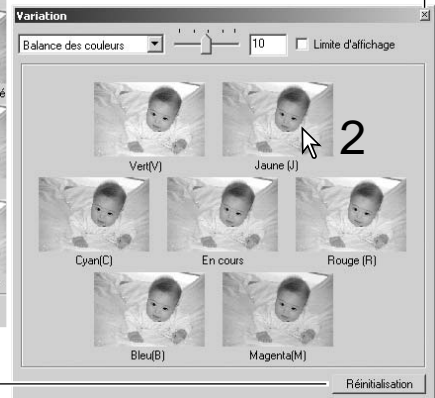 Variation
Balance des couleurs 10 Limite d'affichage
é
2
Vert(V) Jaune (J)
Cyan(C) En cours Rouge (R)
Bleu(B) Magenta(M)
Réinitialisation